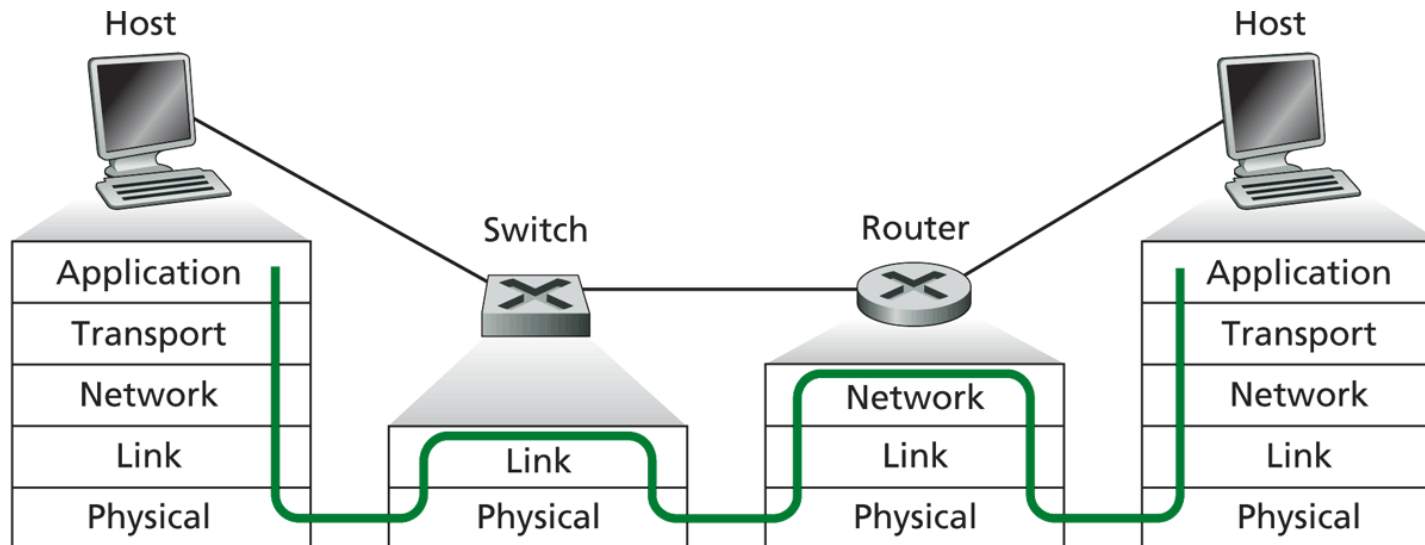 Host
Host
Switch
Router
Application
Transport
Network
Link
Physical
Link
Physical
Network
Link
Physical
Application
Transport
Network
Link
Physical